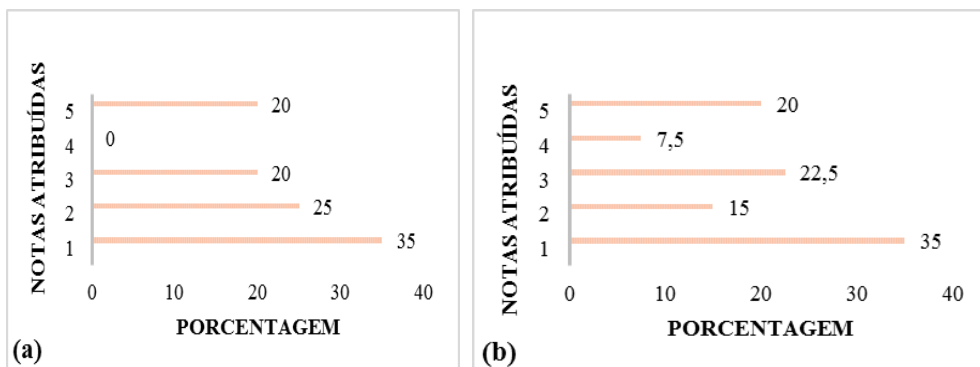 NOTAS ATRIBUÍDAS
5 20
4 0
3 20
2 25
1 35
0 10 20 30 40
PORCENTAGEM
(a)
NOTAS ATRIBUÍDAS
5 20
4 7,5
3 22,5
2 15
1 35
0 10 20 30 40
PORCENTAGEM
(b)